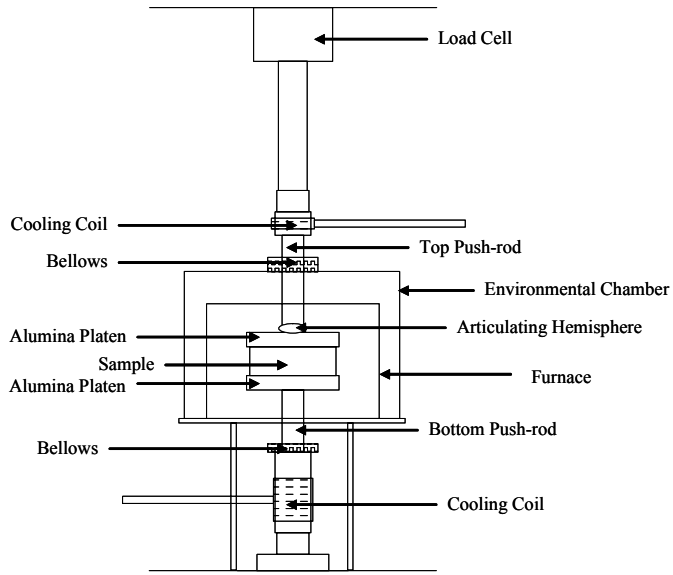 Load Cell
Cooling Coil
Top Push-rod
Bellows
Environmental Chamber
Articulating Hemisphere
Alumina Platen
Sample
Furnace
Alumina Platen
Bottom Push-rod
Bellows
Cooling Coil